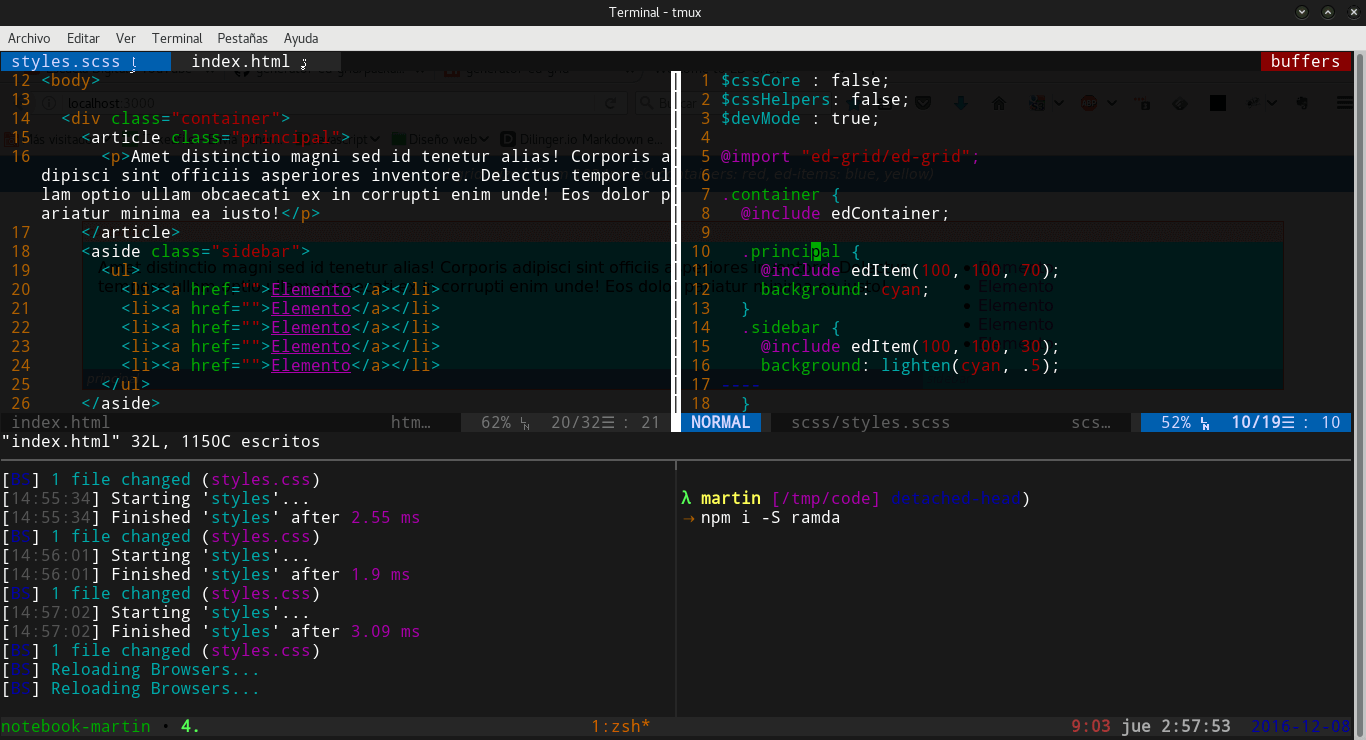 Terminal - tmux
Archivo Editar Ver Terminal Pestañas Ayuda
styles.scss index.html buffers
12 <body>
13
14 <div class="container">
15 <article class="principal">
16 <p>Amet distinctio magni sed id tenetur alias! Corporis a
dipisci sint officiis asperiores inventore. Delectus tempore ul
lam optio ullam obcaecati ex in corrupti enim unde! Eos dolor p
ariatur minima ea iusto!</p>
17 </article>
18 <aside class="sidebar">
19 <ul>
20 <li><a href="">Elemento</a></li>
21 <li><a href="">Elemento</a></li>
22 <li><a href="">Elemento</a></li>
23 <li><a href="">Elemento</a></li>
24 <li><a href="">Elemento</a></li>
25 </ul>
26 </aside>
index.html htm… 62% 20/32☰ : 21
"index.html" 32L, 1150C escritos
1 $cssCore : false;
2 $cssHelpers: false;
3 $devMode : true;
4
5 @import "ed-grid/ed-grid";
6
7 .container {
8 @include edContainer;
9
10 .principal {
11 @include edItem(100, 100, 70);
12 background: cyan;
13 }
14 .sidebar {
15 @include edItem(100, 100, 30);
16 background: lighten(cyan, .5);
17 ----
18 }
NORMAL scss/styles.scss scs… 52% 10/19☰ : 10
localhost:3000
Diseño web
Dilinger.io Markdown e...
Elemento
Elemento
Elemento
Elemento
[BS] 1 file changed (styles.css)
[14:55:34] Starting 'styles'...
[14:55:34] Finished 'styles' after 2.55 ms
[BS] 1 file changed (styles.css)
[14:56:01] Starting 'styles'...
[14:56:01] Finished 'styles' after 1.9 ms
[BS] 1 file changed (styles.css)
[14:57:02] Starting 'styles'...
[14:57:02] Finished 'styles' after 3.09 ms
[BS] 1 file changed (styles.css)
[BS] Reloading Browsers...
[BS] Reloading Browsers...
λ martin [/tmp/code] detached-head)
→ npm i -S ramda
notebook-martin · 4. 1:zsh* 9:03 jue 2:57:53 2016-12-08